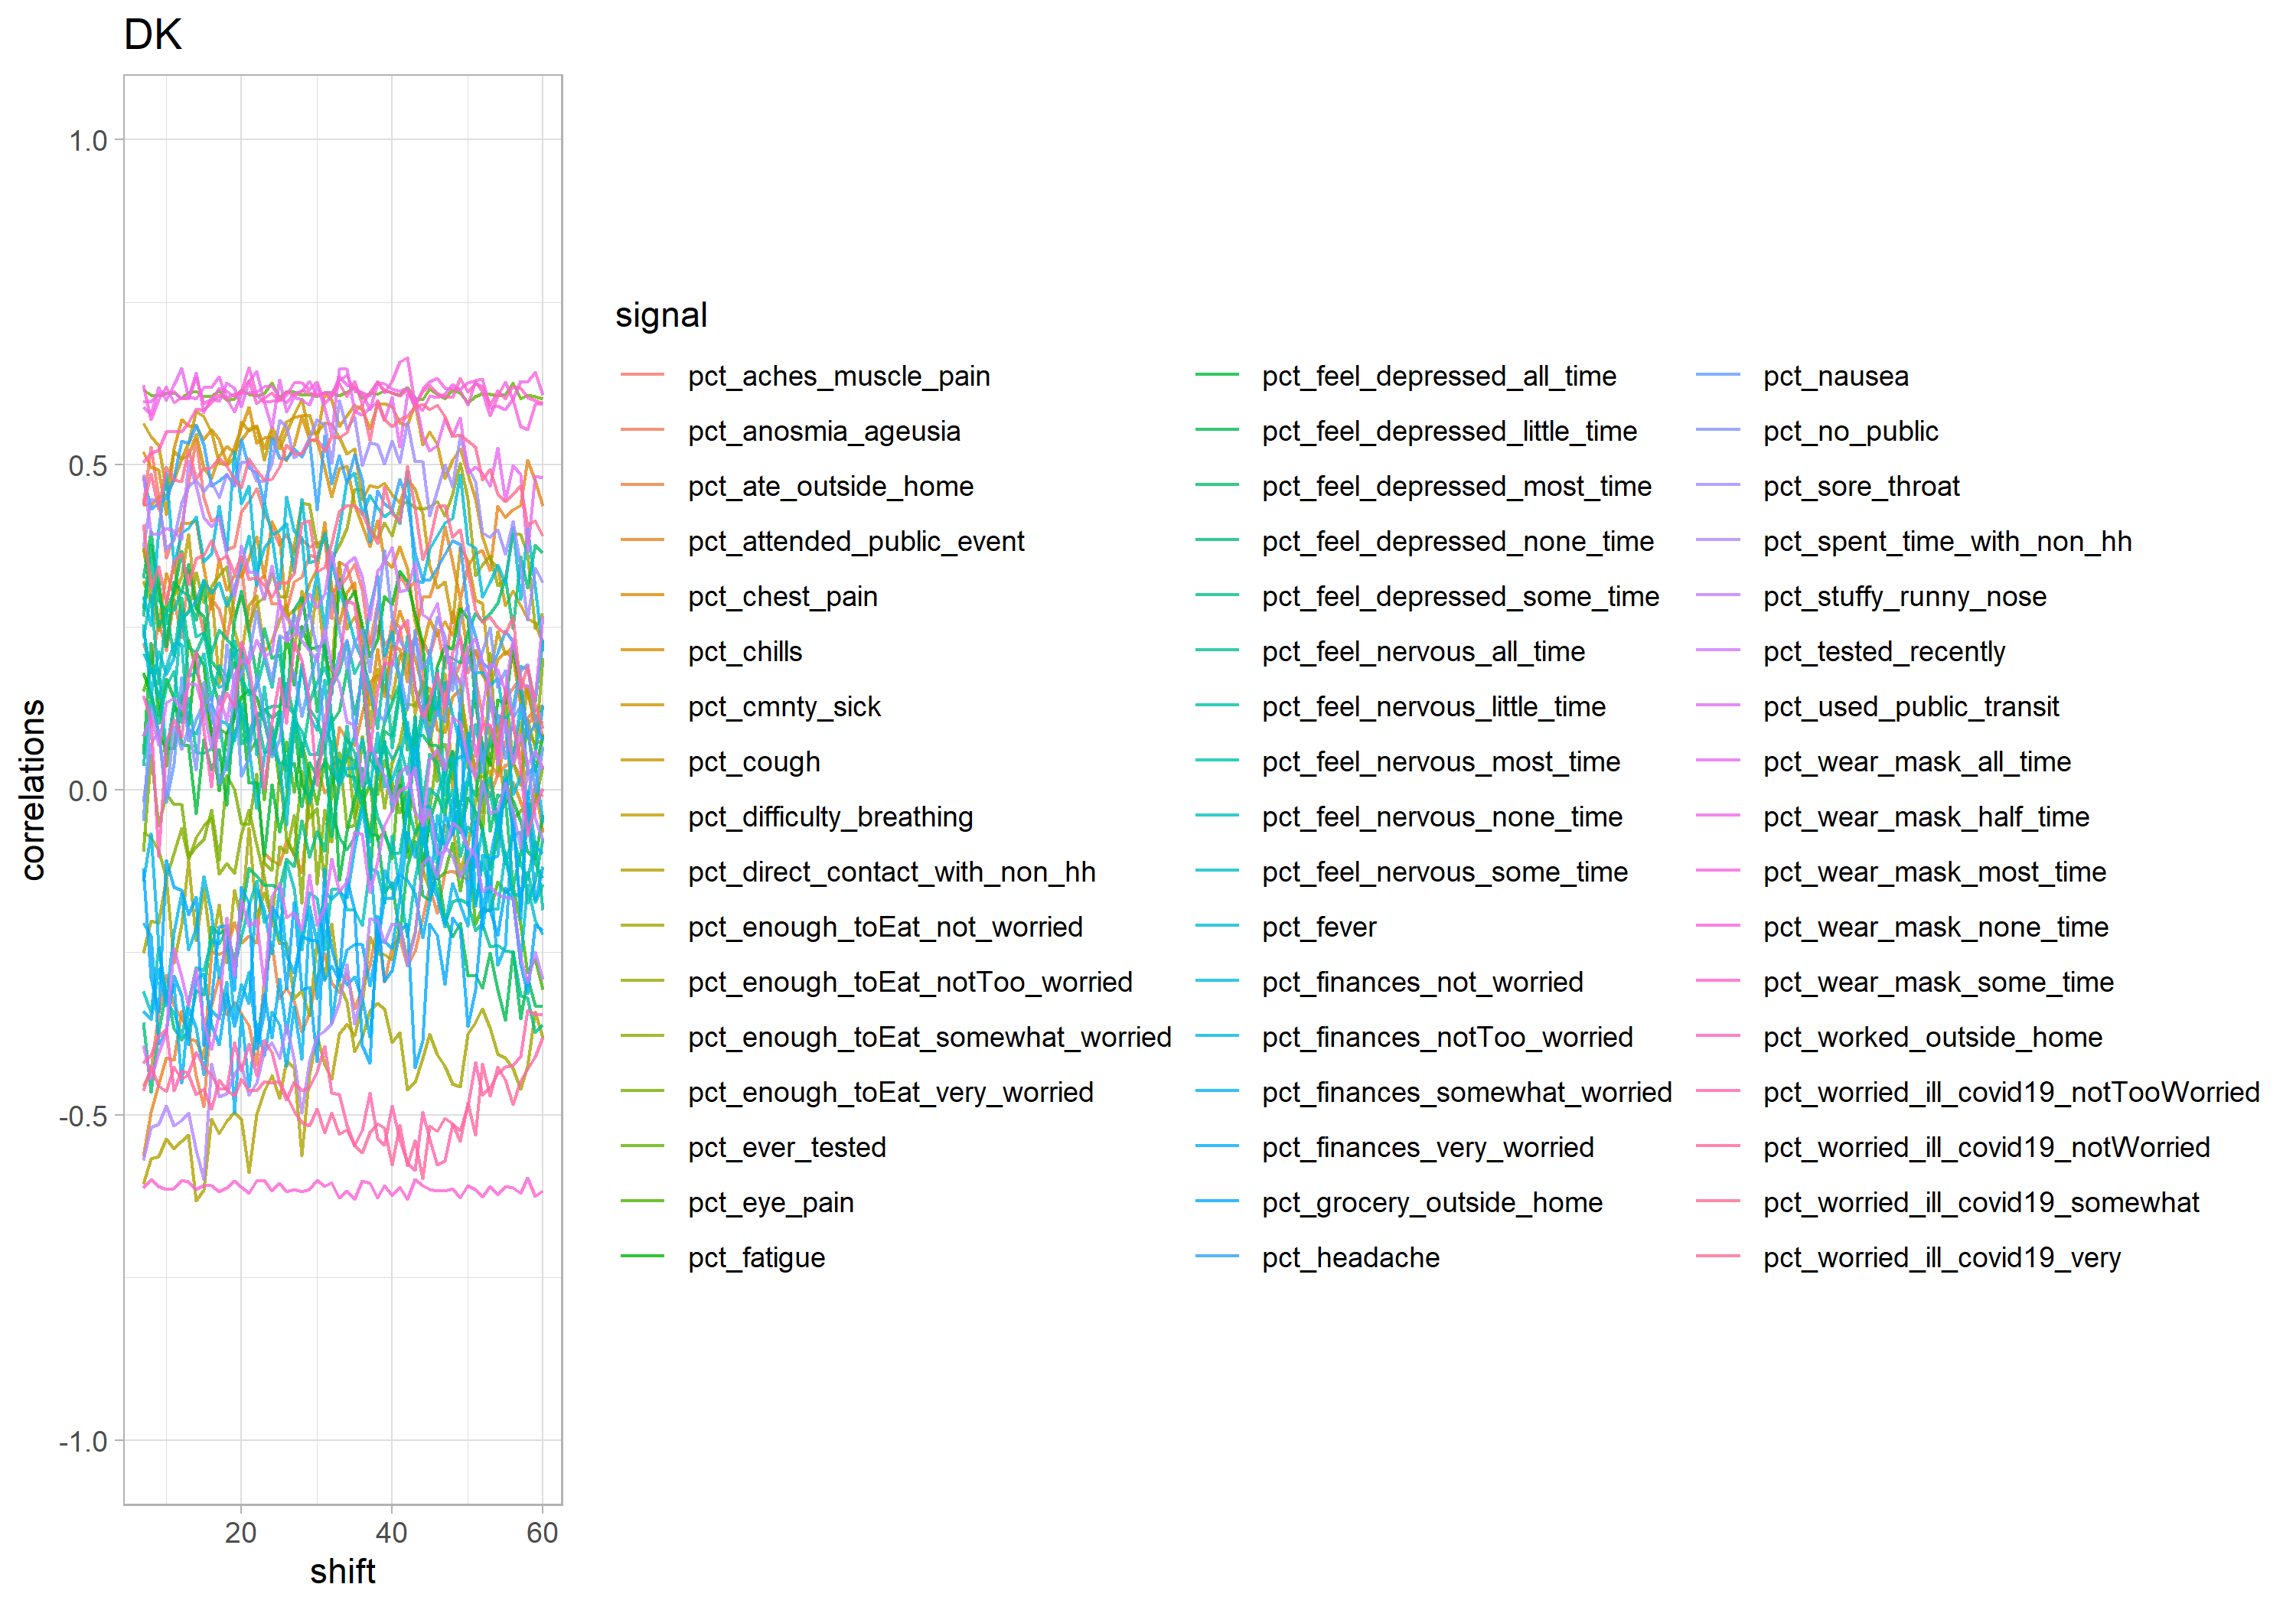 DK
1.0
0.5
0.0
-0.5
-1.0
correlations
20 40 60
shift
signal
pct_aches_muscle_pain
pct_anosmia_ageusia
pct_ate_outside_home
pct_attended_public_event
pct_chest_pain
pct_chills
pct_cmnty_sick
pct_cough
pct_difficulty_breathing
pct_direct_contact_with_non_hh
pct_enough_toEat_not_worried
pct_enough_toEat_notToo_worried
pct_enough_toEat_somewhat_worried
pct_enough_toEat_very_worried
pct_ever_tested
pct_eye_pain
pct_fatigue
pct_feel_depressed_all_time
pct_feel_depressed_little_time
pct_feel_depressed_most_time
pct_feel_depressed_none_time
pct_feel_depressed_some_time
pct_feel_nervous_all_time
pct_feel_nervous_little_time
pct_feel_nervous_most_time
pct_feel_nervous_none_time
pct_feel_nervous_some_time
pct_fever
pct_finances_not_worried
pct_finances_notToo_worried
pct_finances_somewhat_worried
pct_finances_very_worried
pct_grocery_outside_home
pct_headache
pct_nausea
pct_no_public
pct_sore_throat
pct_spent_time_with_non_hh
pct_stuffy_runny_nose
pct_tested_recently
pct_used_public_transit
pct_wear_mask_all_time
pct_wear_mask_half_time
pct_wear_mask_most_time
pct_wear_mask_none_time
pct_wear_mask_some_time
pct_worked_outside_home
pct_worried_ill_covid19_notTooWorried
pct_worried_ill_covid19_notWorried
pct_worried_ill_covid19_somewhat
pct_worried_ill_covid19_very